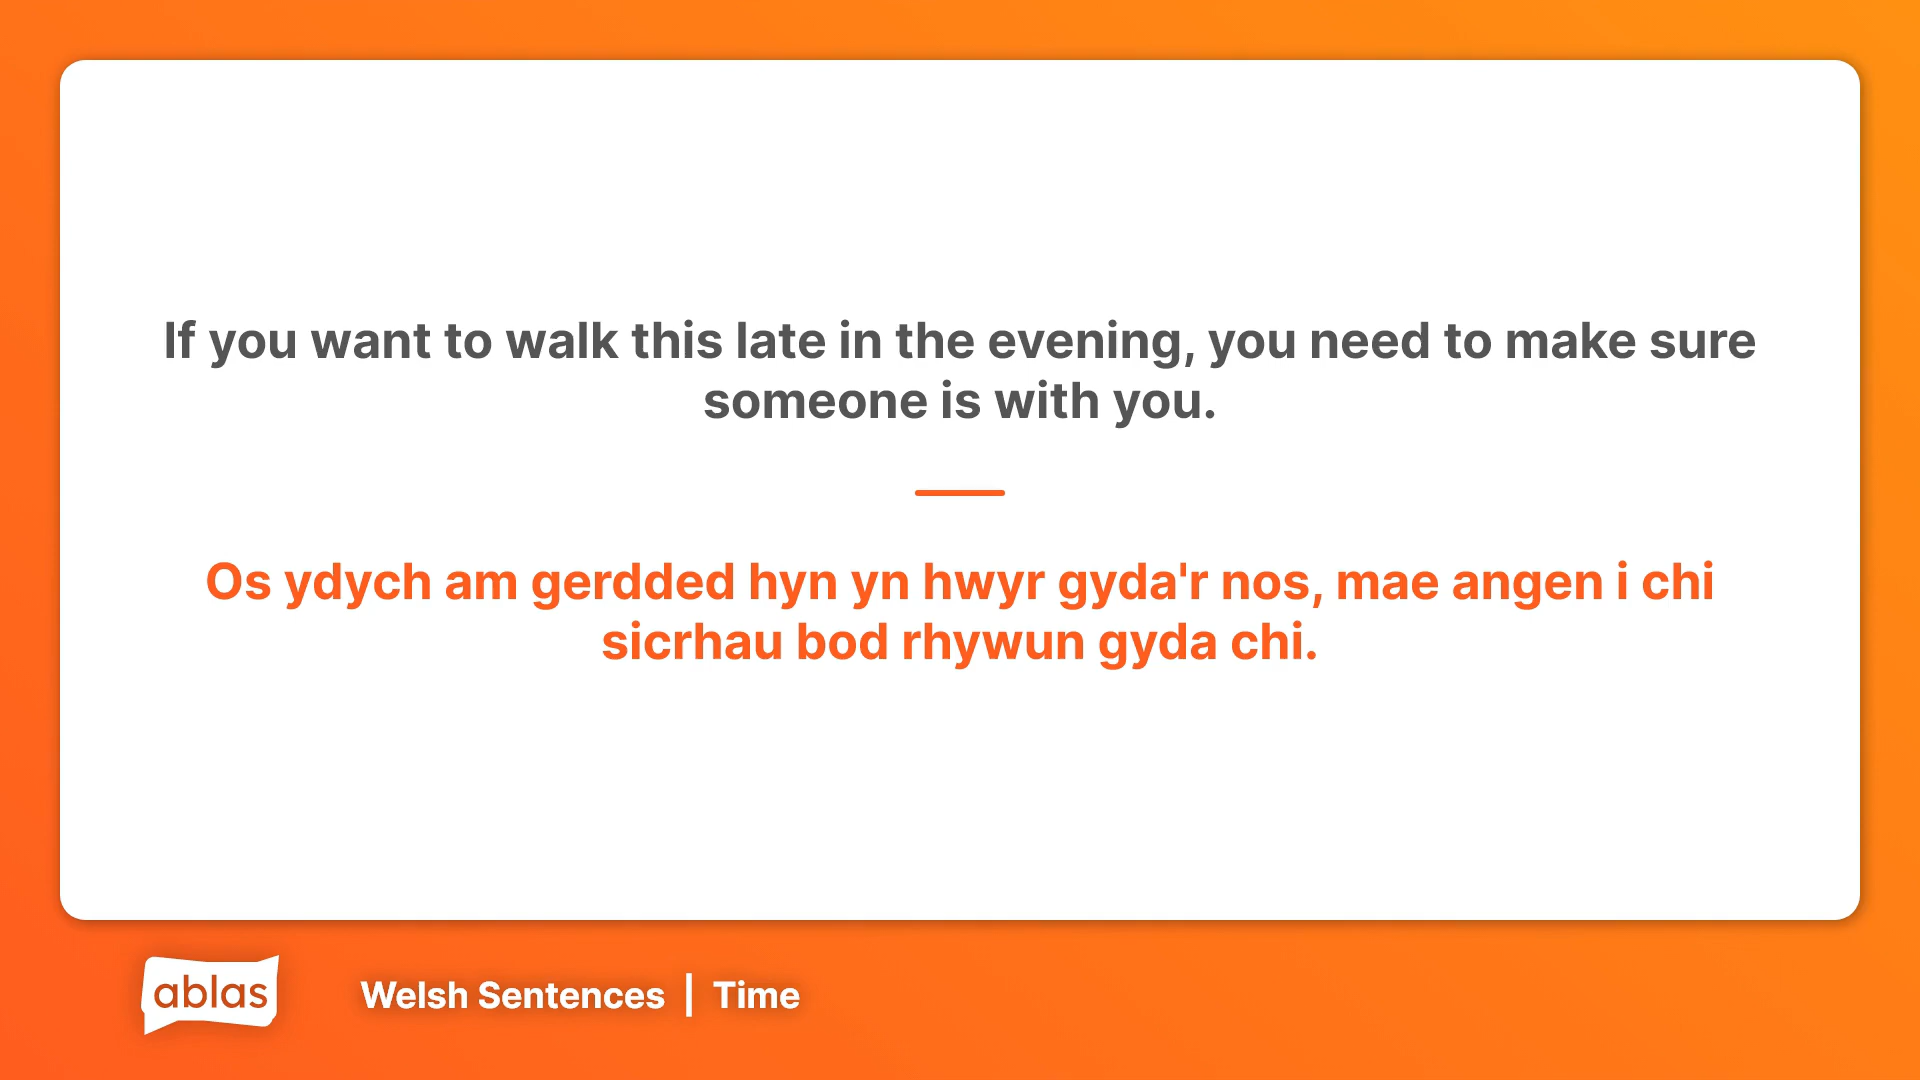 If you want to walk this late in the evening, you need to make sure
someone is with you.
Os ydych am gerdded hyn yn hwyr gyda'r nos, mae angen i chi
sicrhau bod rhywun gyda chi.
ablas
Welsh Sentences | Time